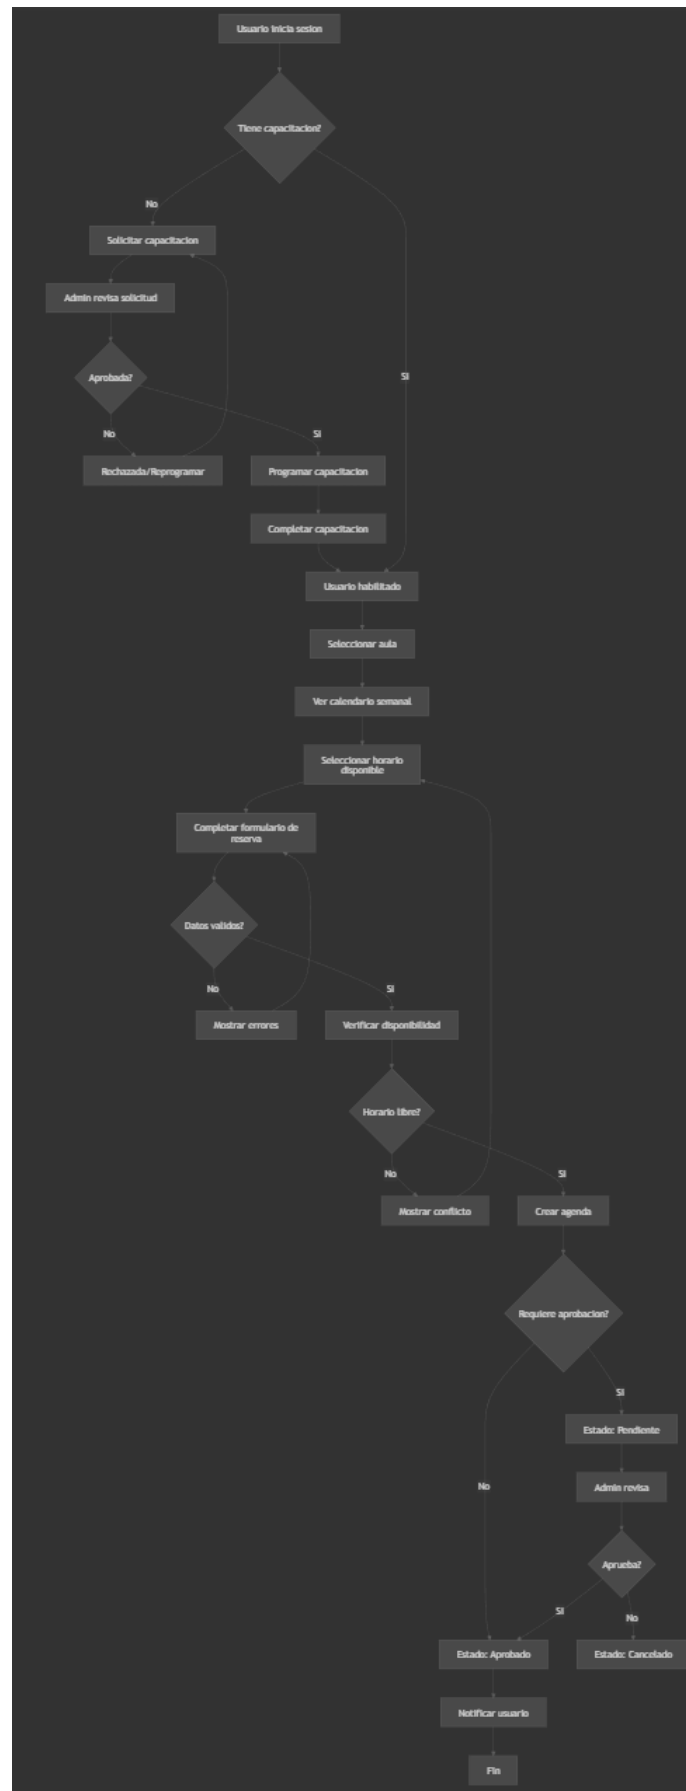 Usuario inicia sesion
Tiene capacitacion?
No
Solicitar capacitacion
Admin revisa solicitud
SI
Aprobada?
No
SI
Rechazada/Reprogramar
Programar capacitacion
Completar capacitacion
Usuario habilitado
Seleccionar aula
Ver calendario semanal
Seleccionar horario
disponible
Completar formulario de
reserva
Datos validos?
No
SI
Mostrar errores
Verificar disponibilidad
Horario libre?
No
SI
Mostrar conflicto
Crear agenda
Requiere aprobacion?
SI
Estado: Pendiente
No
Admin revisa
Aprueba?
SI
No
Estado: Aprobado
Estado: Cancelado
Notificar usuario
Fin